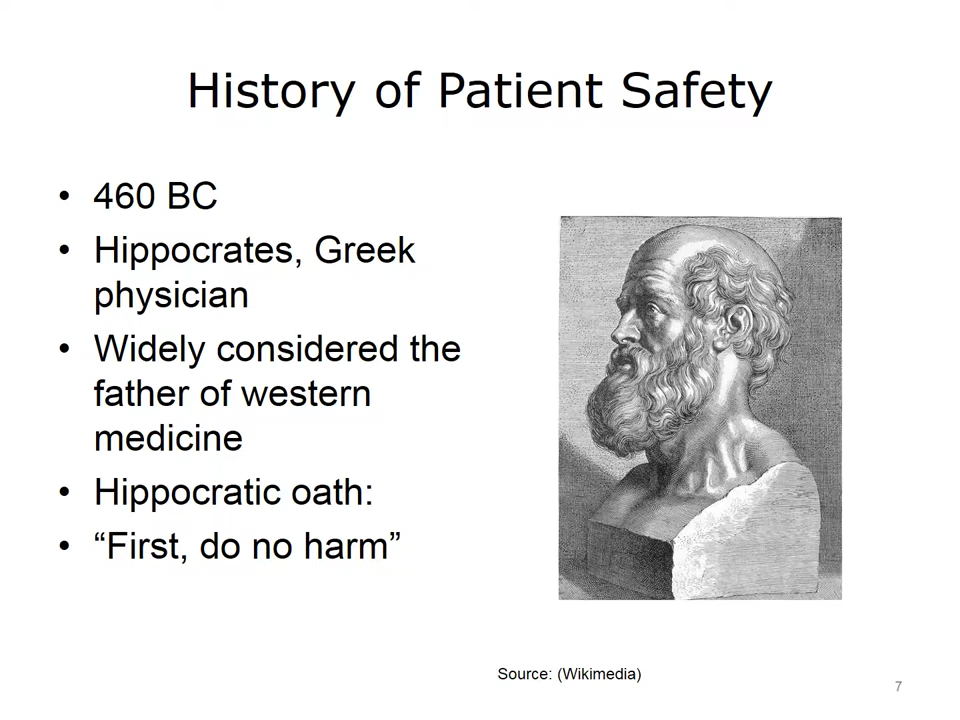 History of Patient Safety
• 460 BC
• Hippocrates, Greek
physician
• Widely considered the
father of western
medicine
• Hippocratic oath:
• “First, do no harm”
Source: (Wikimedia)
7